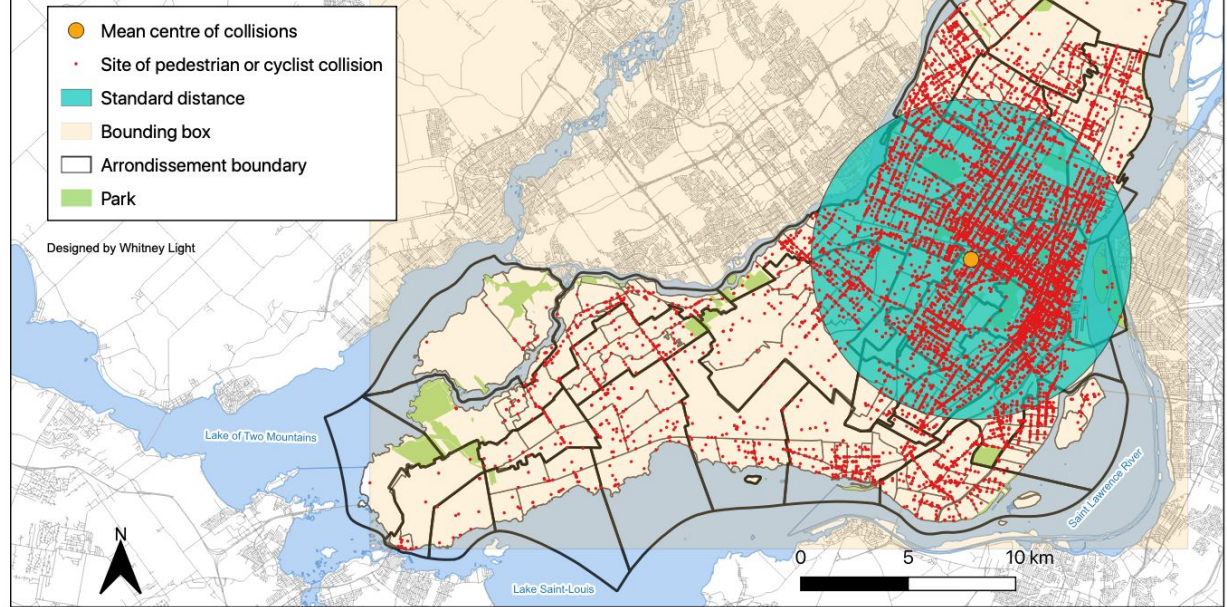 Mean centre of collisions
Site of pedestrian or cyclist collision
Standard distance
Bounding box
Arrondissement boundary
Park
Designed by Whitney Light
Lake of Two Mountains
Saint Lawrence River
N
0 5 10 km
Lake Saint-Louis